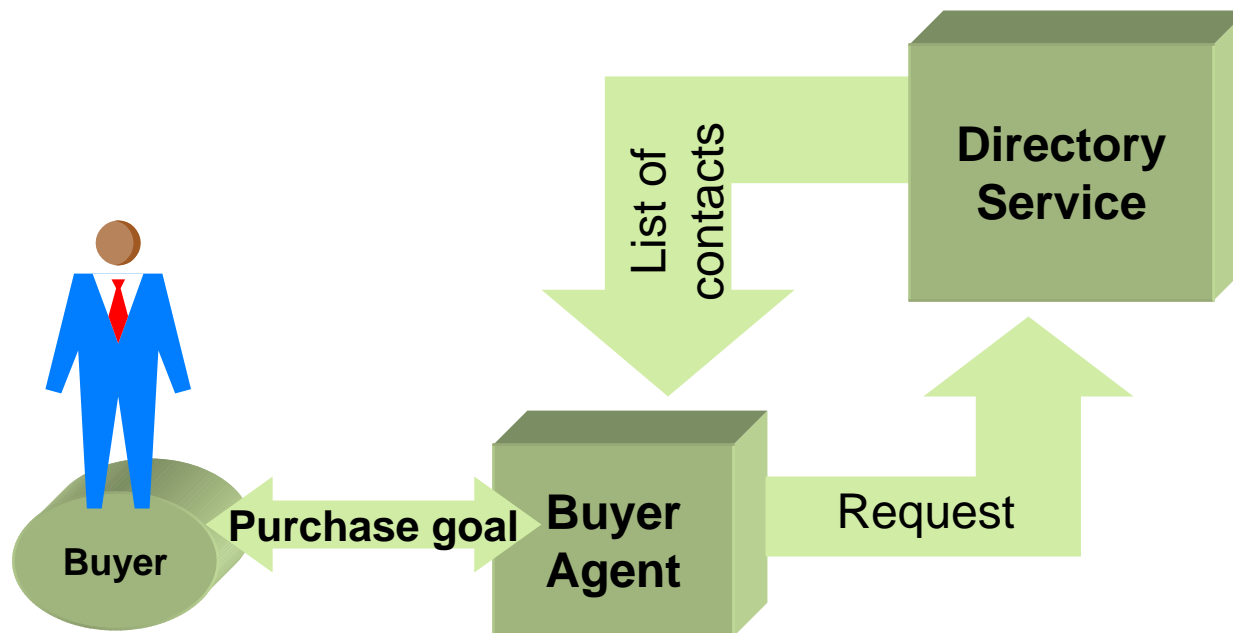 Directory
Service
List of
contacts
Request
Purchase goal
Buyer
Agent
Buyer